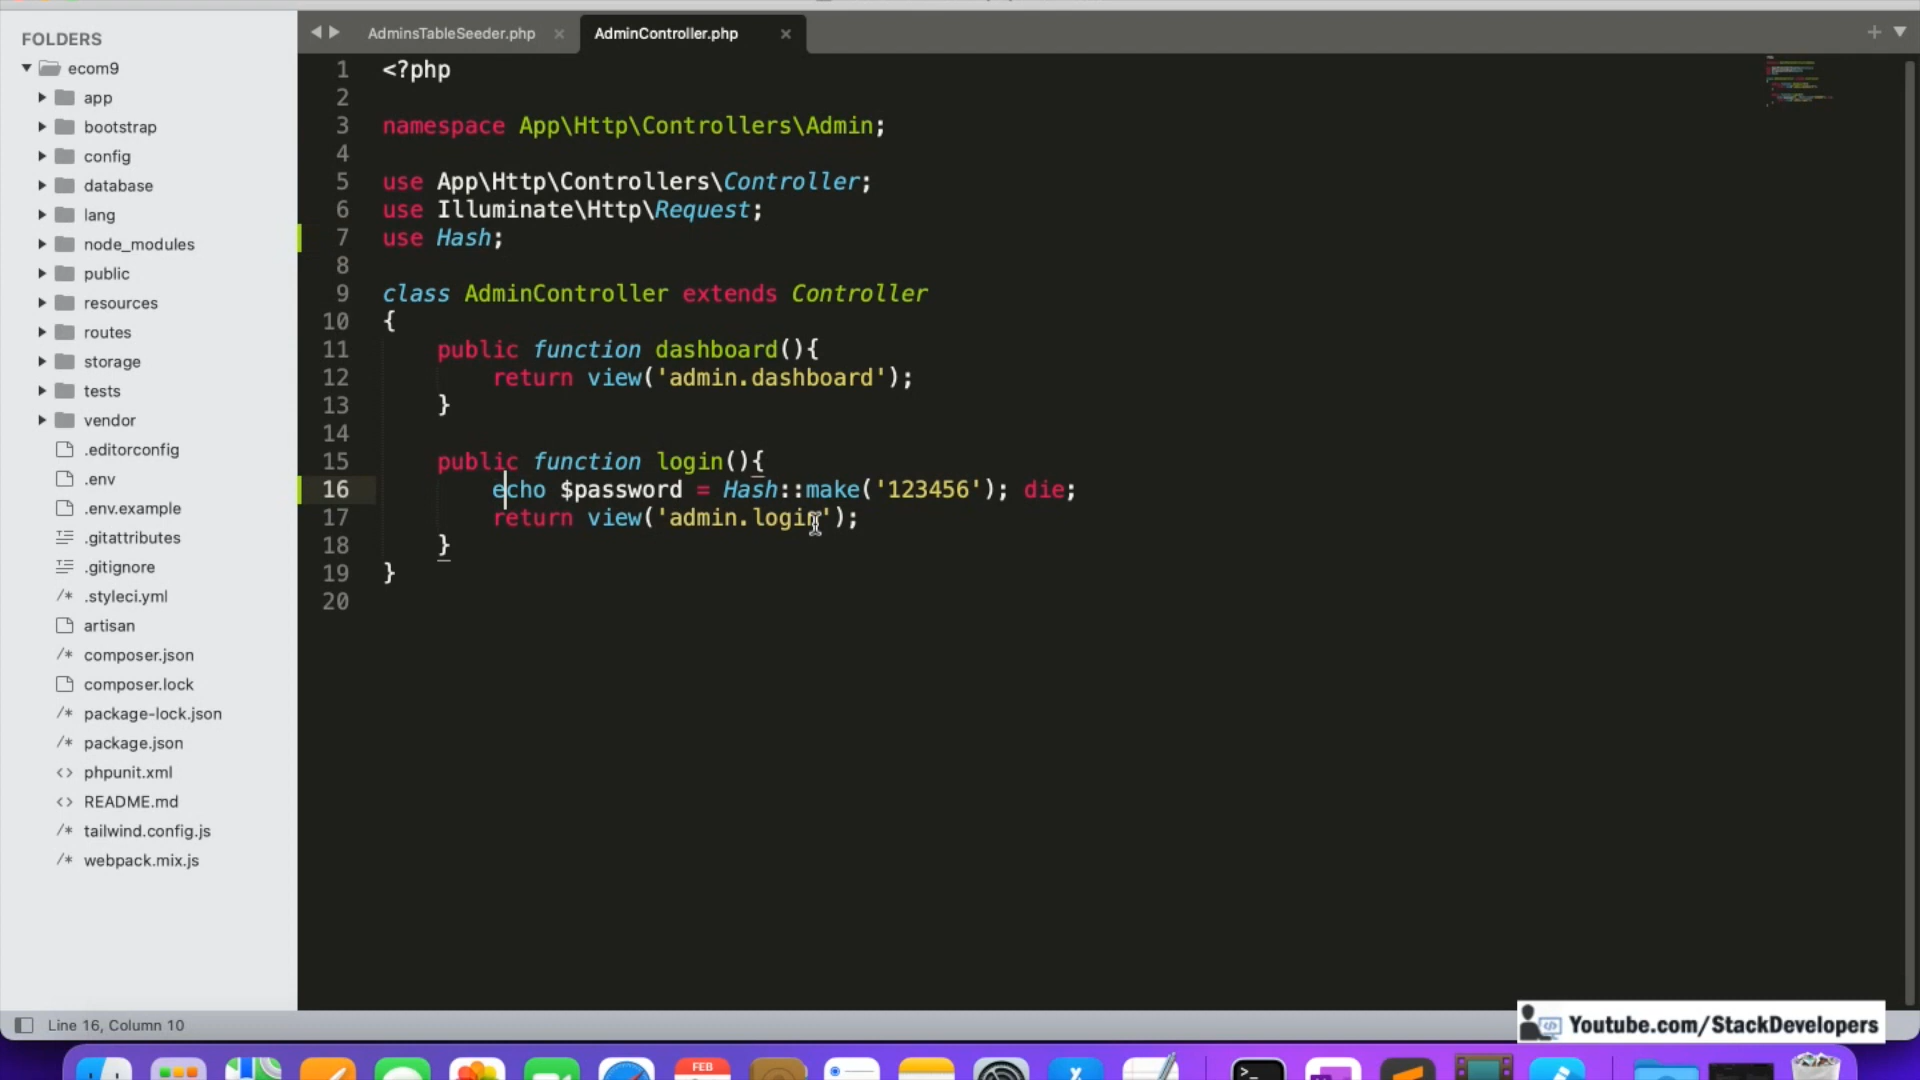 FOLDERS
ecom9
app
bootstrap
config
database
lang
node_modules
public
resources
routes
storage
tests
vendor
.editorconfig
.env
.env.example
.gitattributes
.gitignore
/* .styleci.yml
artisan
/* composer.json
composer.lock
/* package-lock.json
/* package.json
<> phpunit.xml
<> README.md
/* tailwind.config.js
/* webpack.mix.js
AdminsTableSeeder.php
AdminController.php
1 <?php
2
3 namespace App\Http\Controllers\Admin;
4
5 use App\Http\Controllers\Controller;
6 use Illuminate\Http\Request;
7 use Hash;
8
9 class AdminController extends Controller
10 {
11 public function dashboard(){
12 return view('admin.dashboard');
13 }
14
15 public function login(){
16 echo $password = Hash::make('123456'); die;
17 return view('admin.login');
18 }
19 }
20
Line 16, Column 10
Youtube.com/StackDevelopers
FEB